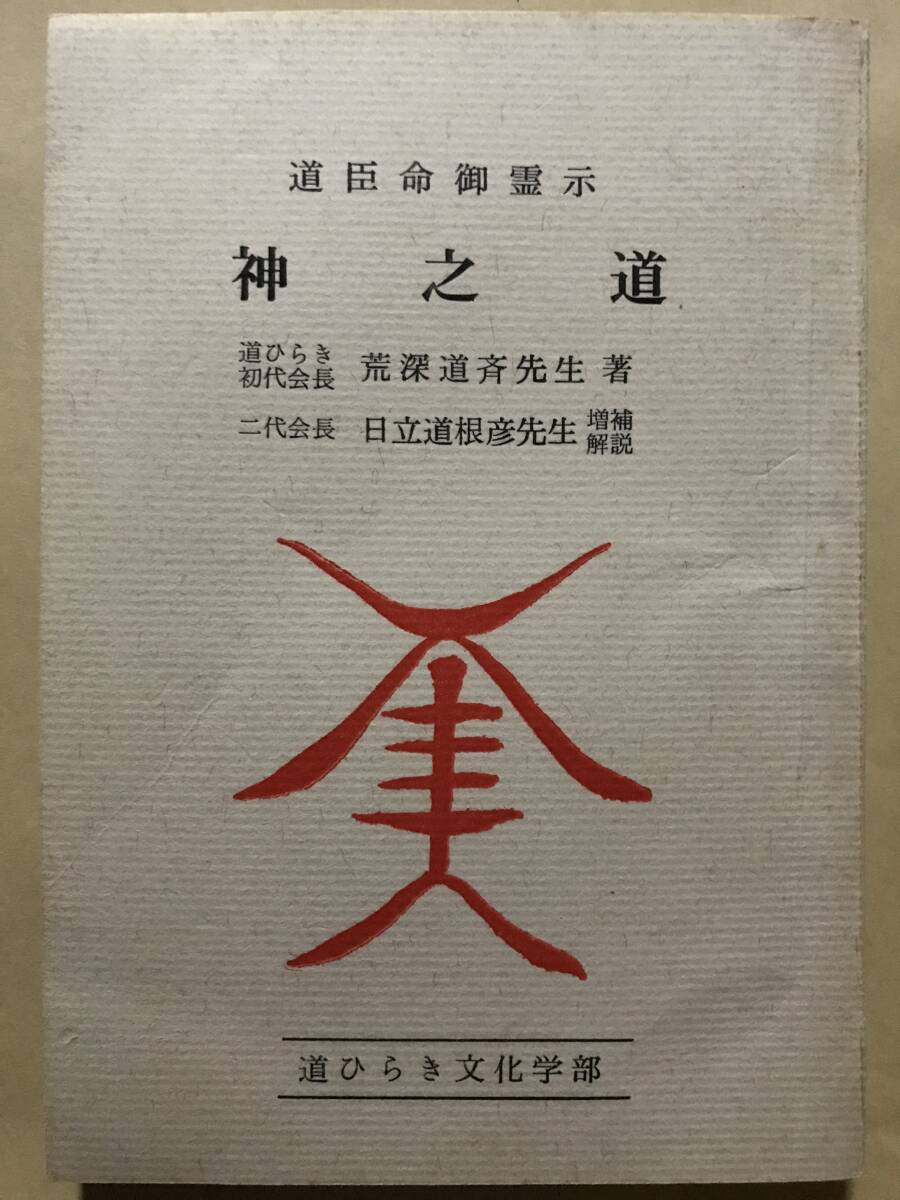 道臣命御霊示
神之道
道ひらき
初代会長 荒深道斉先生 著
二代会長 日立道根彦先生 増補
解説
道ひらき文化学部